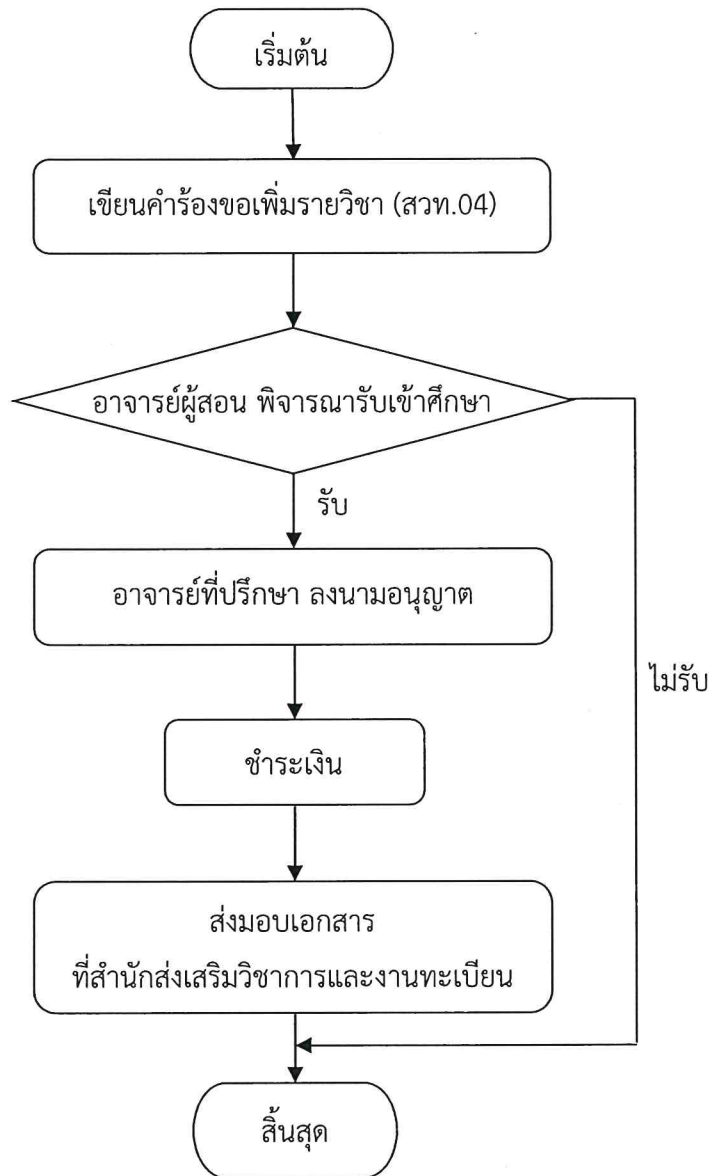 เริ่มต้น
เขียนคำร้องขอเพิ่มรายวิชา (สวท.04)
อาจารย์ผู้สอน พิจารณารับเข้าศึกษา
รับ
อาจารย์ที่ปรึกษา ลงนามอนุญาต
ไม่รับ
ชำระเงิน
ส่งมอบเอกสาร
ที่สำนักส่งเสริมวิชาการและงานทะเบียน
สิ้นสุด